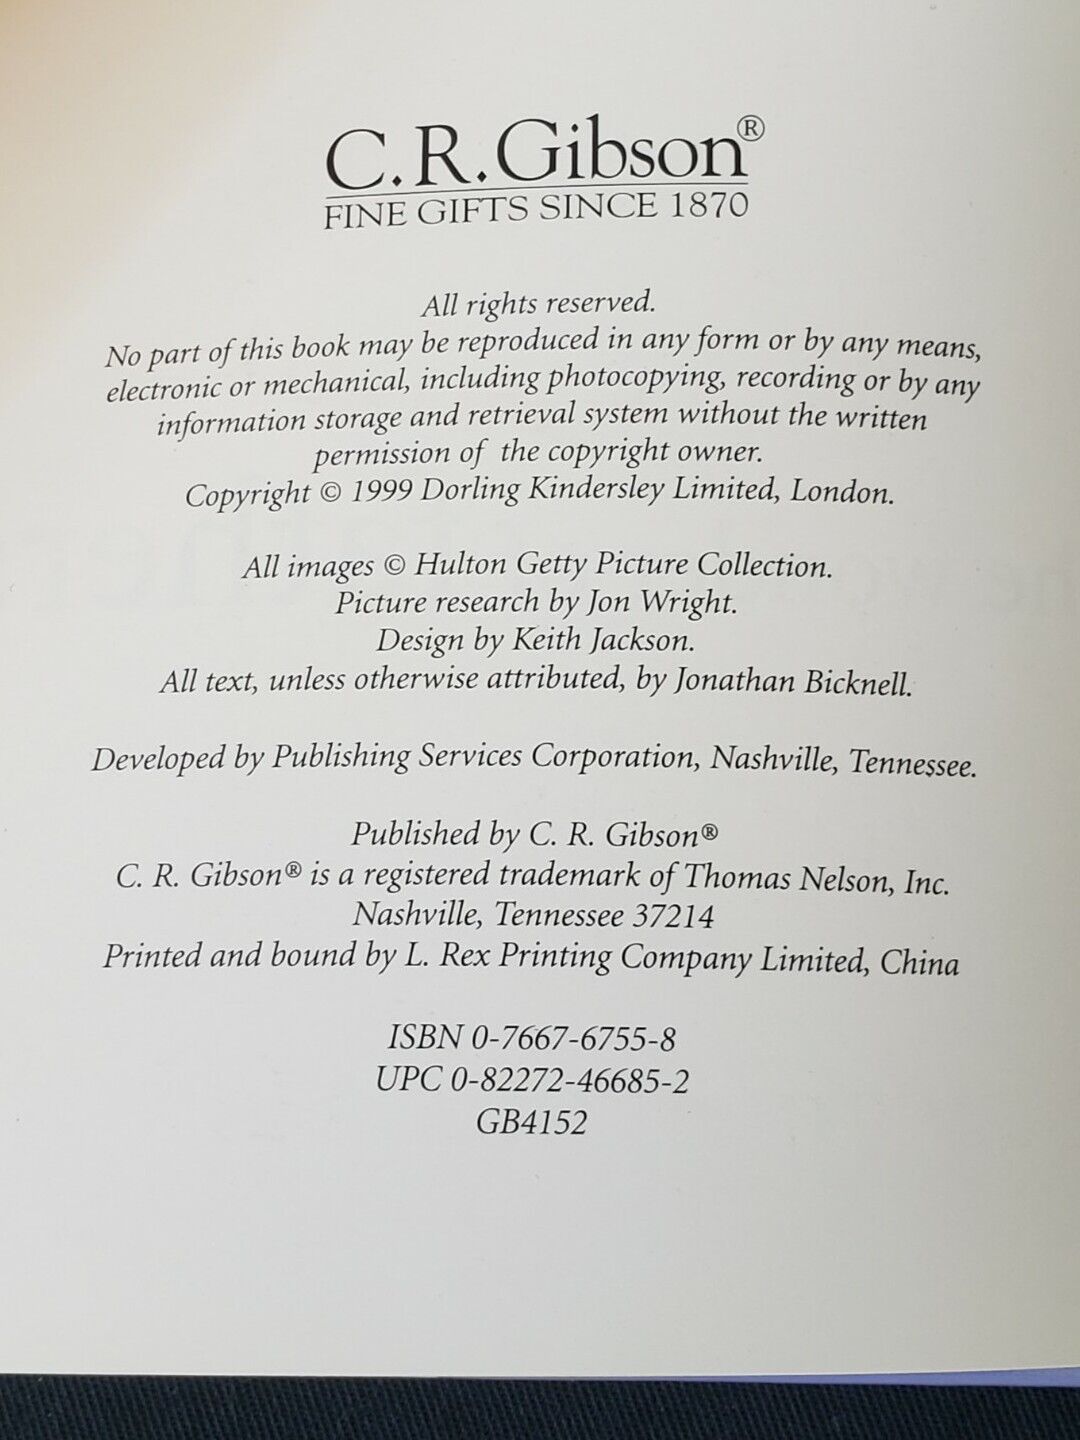 C.R.Gibson®
FINE GIFTS SINCE 1870
All rights reserved.
No part of this book may be reproduced in any form or by any means,
electronic or mechanical, including photocopying, recording or by any
information storage and retrieval system without the written
permission of the copyright owner.
Copyright © 1999 Dorling Kindersley Limited, London.
All images © Hulton Getty Picture Collection.
Picture research by Jon Wright.
Design by Keith Jackson.
All text, unless otherwise attributed, by Jonathan Bicknell.
Developed by Publishing Services Corporation, Nashville, Tennessee.
Published by C. R. Gibson®
C. R. Gibson® is a registered trademark of Thomas Nelson, Inc.
Nashville, Tennessee 37214
Printed and bound by L. Rex Printing Company Limited, China
ISBN 0-7667-6755-8
UPC 0-82272-46685-2
GB4152